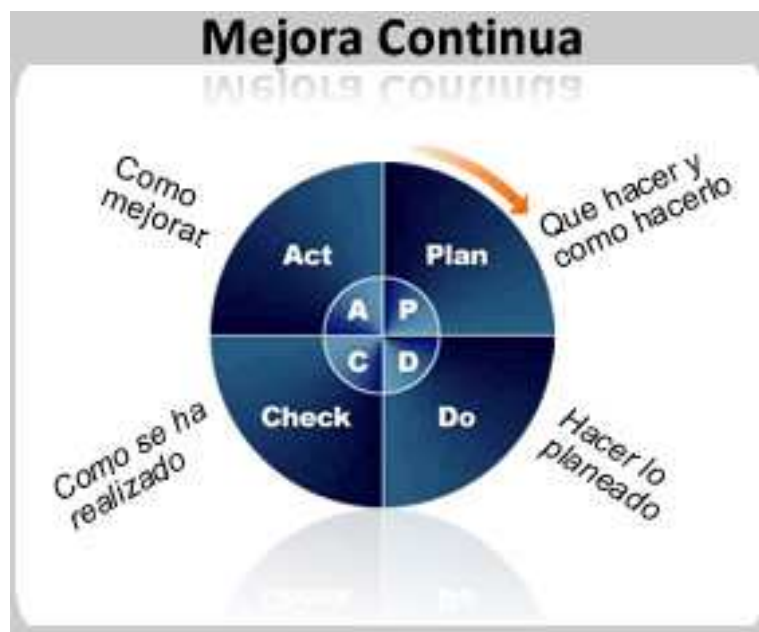 Mejora Continua
Como
mejorar
Que hacer y
como hacerlo
Act
Plan
A
P
C
D
Check
Do
Como se ha
realizado
Hacer lo
planeado